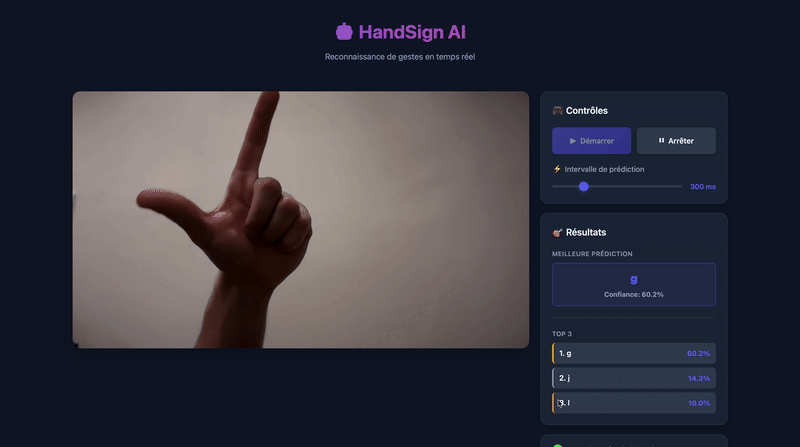 HandSign AI
Reconnaissance de gestes en temps réel
Contrôles
Démarrer
Arrêter
Intervalle de prédiction
300 ms
Résultats
MEILLEURE PRÉDICTION
g
Confiance: 60.2%
TOP 3
1. g
60.2%
2. j
14.3%
3. l
10.0%